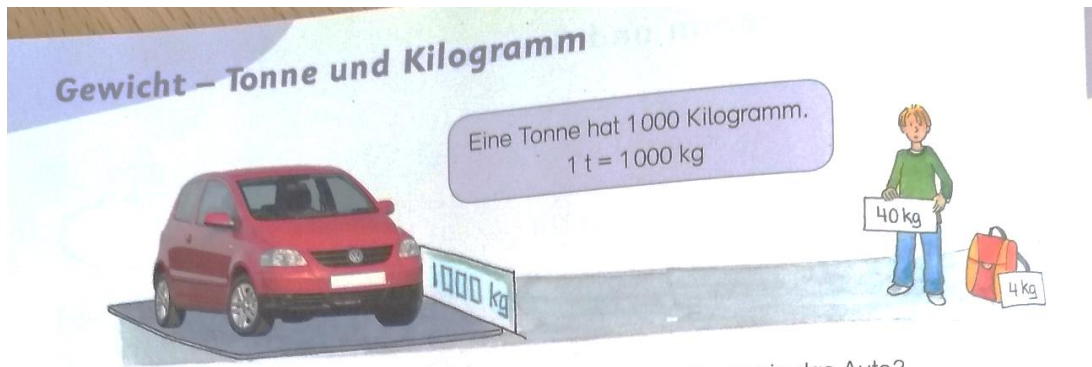 Gewicht – Tonne und Kilogramm
Eine Tonne hat 1 000 Kilogramm.
1 t = 1 000 kg
40 kg
1000 kg
4 kg
Auto?